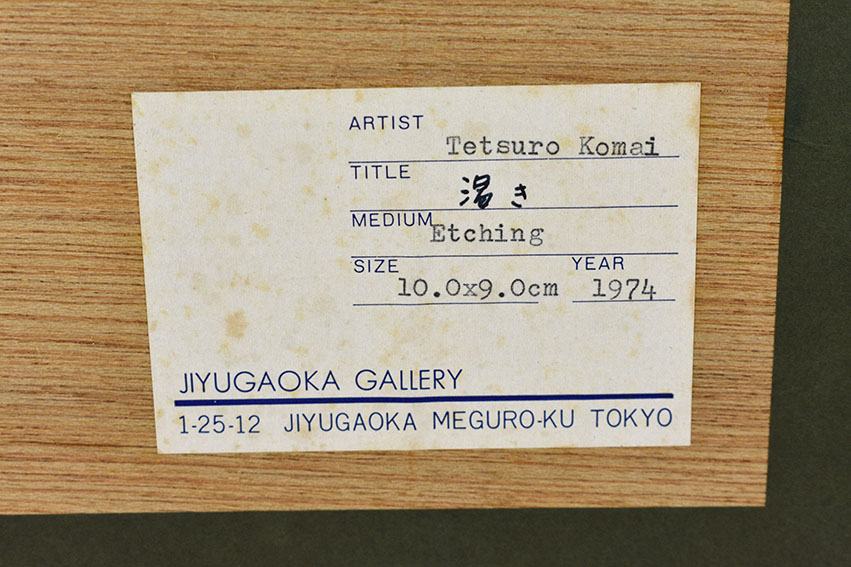 ARTIST
Tetsuro Komai
TITLE
渇き
MEDIUM
Etching
SIZE
10.0x9.0cm
YEAR
1974
JIYUGAOKA GALLERY
1-25-12 JIYUGAOKA MEGURO-KU TOKYO